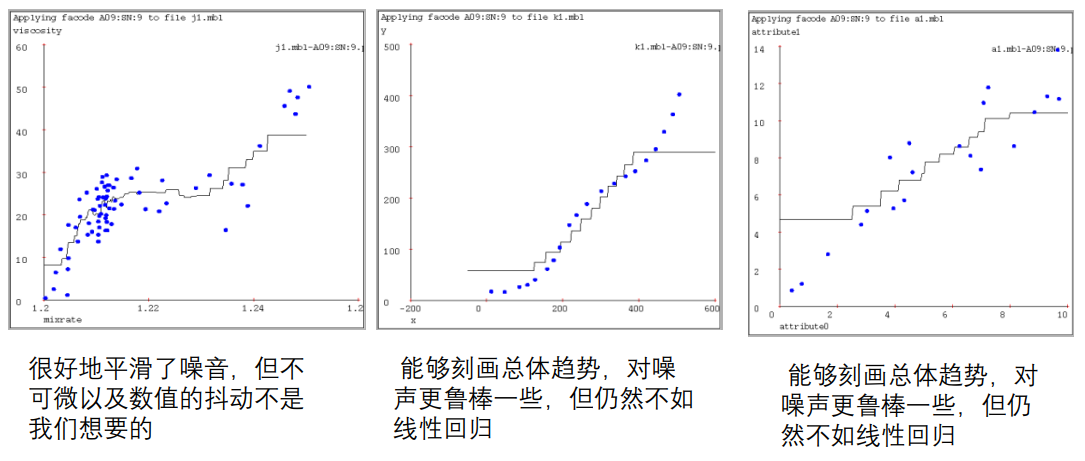 Applying facode A09:SN:9 to file j1.mbl
viscosity
j1.mbl-A09:SN:9.p
60
50
40
30
20
10
0
1.2
1.22
1.24
1.2
mixrate
很好地平滑了噪音，但不
可微以及数值的抖动不是
我们想要的
Applying facode A09:SN:9 to file k1.mbl
y
k1.mbl-A09:SN:9.p
500
400
300
200
100
0
-200
0
200
400
600
x
能够刻画总体趋势，对噪
声更鲁棒一些，但仍然不如
线性回归
Applying facode A09:SN:9 to file a1.mbl
attribute1
a1.mbl-A09:SN:9.p
14
12
10
8
6
4
2
0
0
2
4
6
8
10
attribute0
能够刻画总体趋势，对
噪声更鲁棒一些，但仍
然不如线性回归